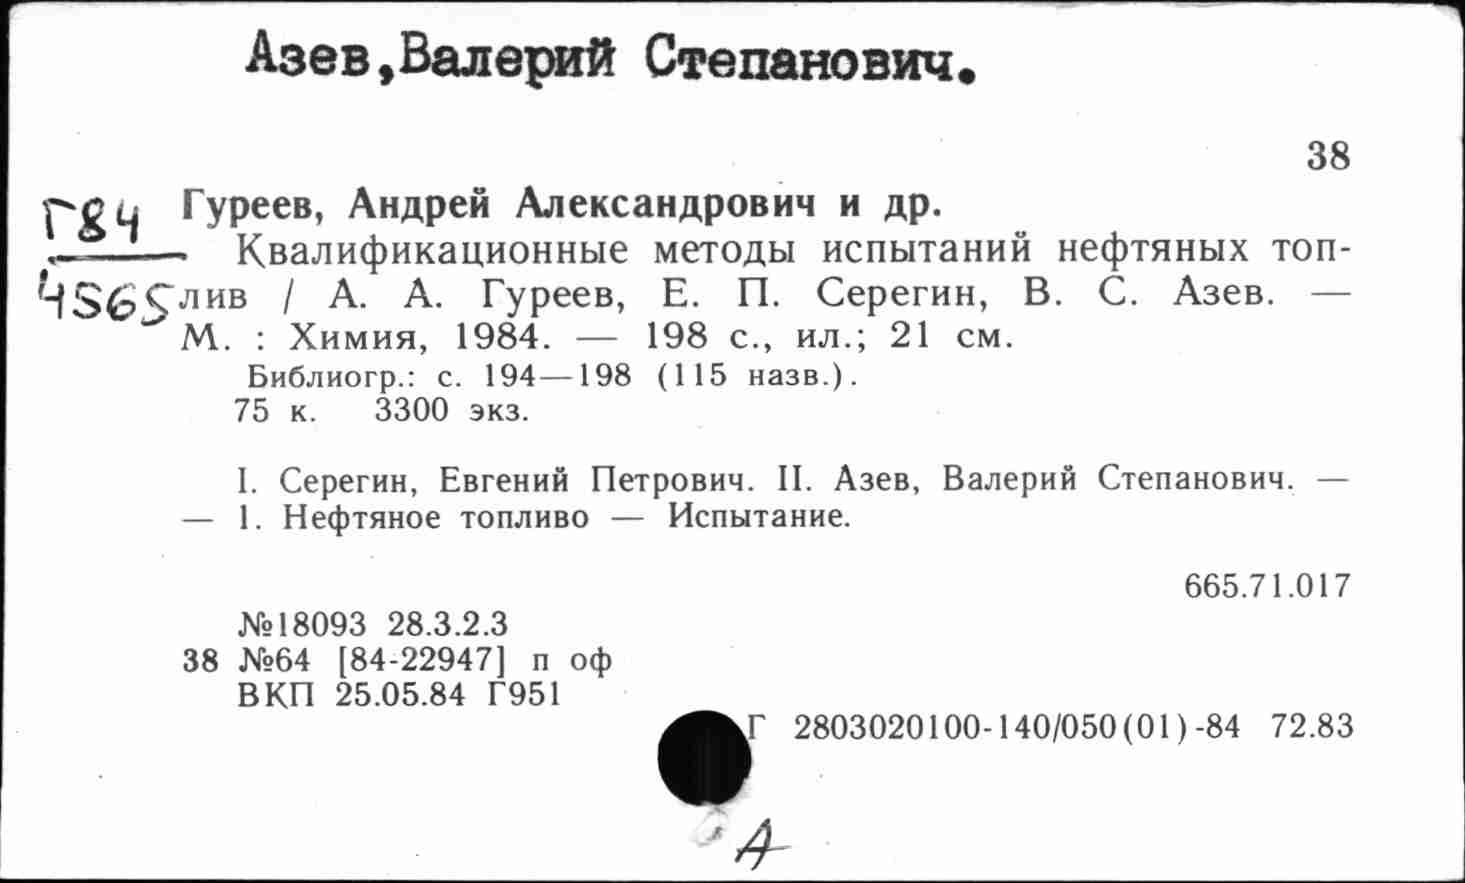 Азев,Валерий Степанович.
38
Г84
Гуреев, Андрей Александрович и др.
Квалификационные методы испытаний нефтяных топ-
4565
лив / А. А. Гуреев, Е. П. Серегин, В. С. Азев. —
М. : Химия, 1984. — 198 с., ил.; 21 см.
Библиогр.: с. 194—198 (115 назв.).
75 к. 3300 экз.
I. Серегин, Евгений Петрович. II. Азев, Валерий Степанович. —
— 1. Нефтяное топливо — Испытание.
665.71.017
№18093 28.3.2.3
38 №64 [84-22947] п оф
ВКП 25.05.84 Г951
Г 2803020100-140/050(01)-84 72.83
А